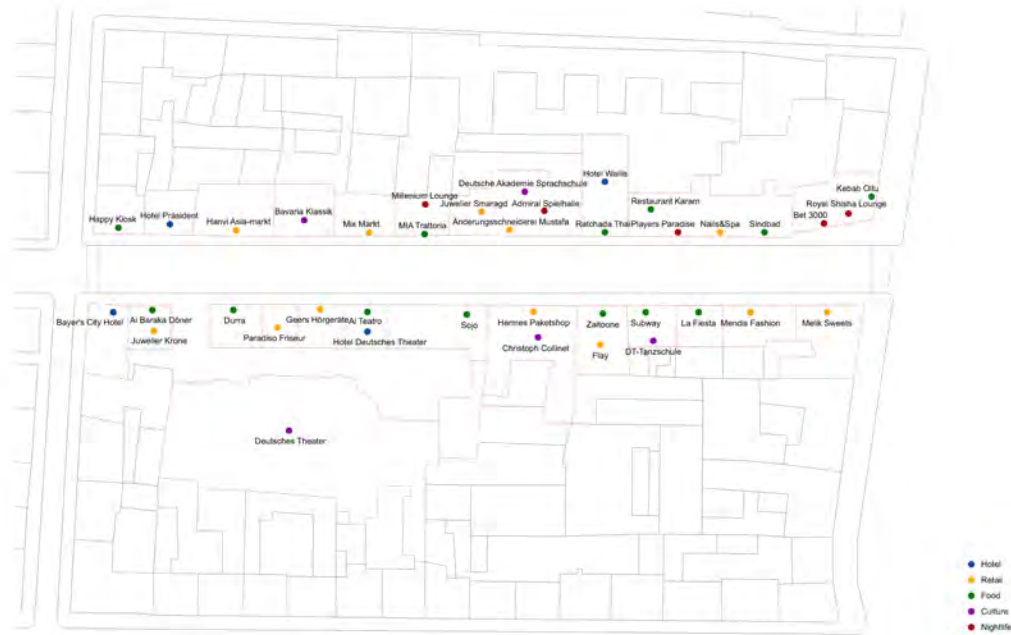 Hotel Wallis
Deutsche Akademie Sprachschule
Kebab Oltu
Millenium Lounge
Juwelier Smaragd
Admiral Spielhalle
Restaurant Karam
Royal Shisha Lounge
Happy Kiosk
Hotel Präsident
Hanvi Asia-markt
Bavaria Klassik
Mix Markt
MIA Trattoria
Änderungsschneiderei Mustafa
Ratchada Thai
Players Paradise
Nails&Spa
Sindbad
Bet 3000
Bayer's City Hotel
Al Baraka Döner
Durra
Geers Hörgeräte
Al Teatro
Sojo
Hermes Paketshop
Zaitoone
Subway
La Fiesta
Mendis Fashion
Melik Sweets
Juwelier Krone
Paradiso Friseur
Hotel Deutsches Theater
Christoph Collinet
Flay
DT-Tanzschule
Deutsches Theater
Hotel
Retail
Food
Culture
Nightlife